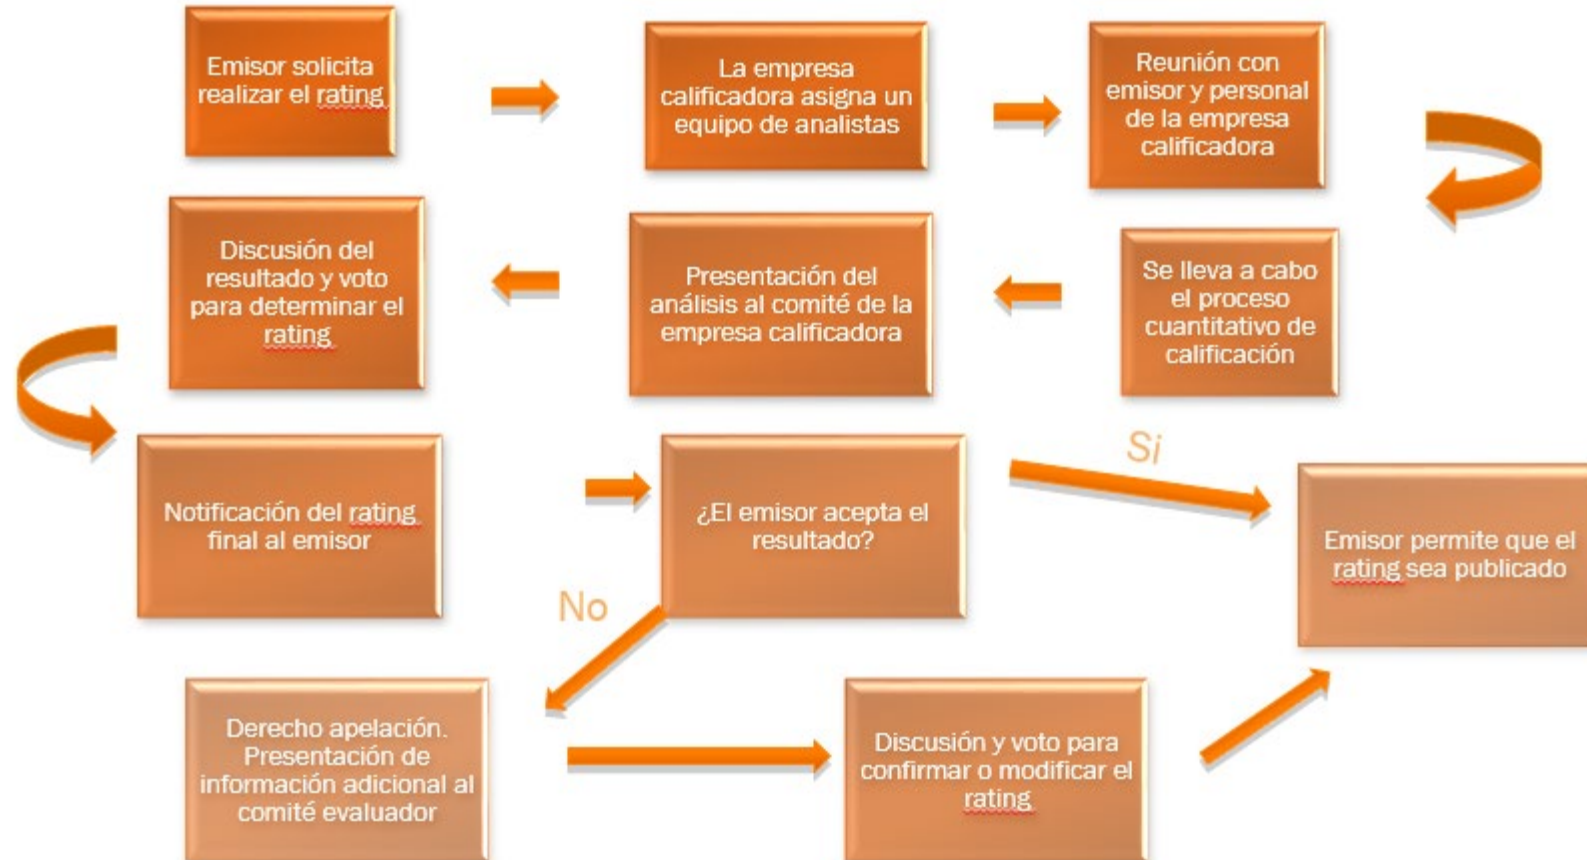 Emisor solicita
realizar el rating
La empresa
calificadora asigna un
equipo de analistas
Reunión con
emisor y personal
de la empresa
calificadora
Se lleva a cabo
el proceso
cuantitativo de
calificación
Presentación del
análisis al comité de la
empresa calificadora
Discusión del
resultado y voto
para determinar el
rating
Notificación del rating
final al emisor
¿El emisor acepta el
resultado?
Si
Emisor permite que el
rating sea publicado
No
Derecho apelación.
Presentación de
información adicional al
comité evaluador
Discusión y voto para
confirmar o modificar el
rating